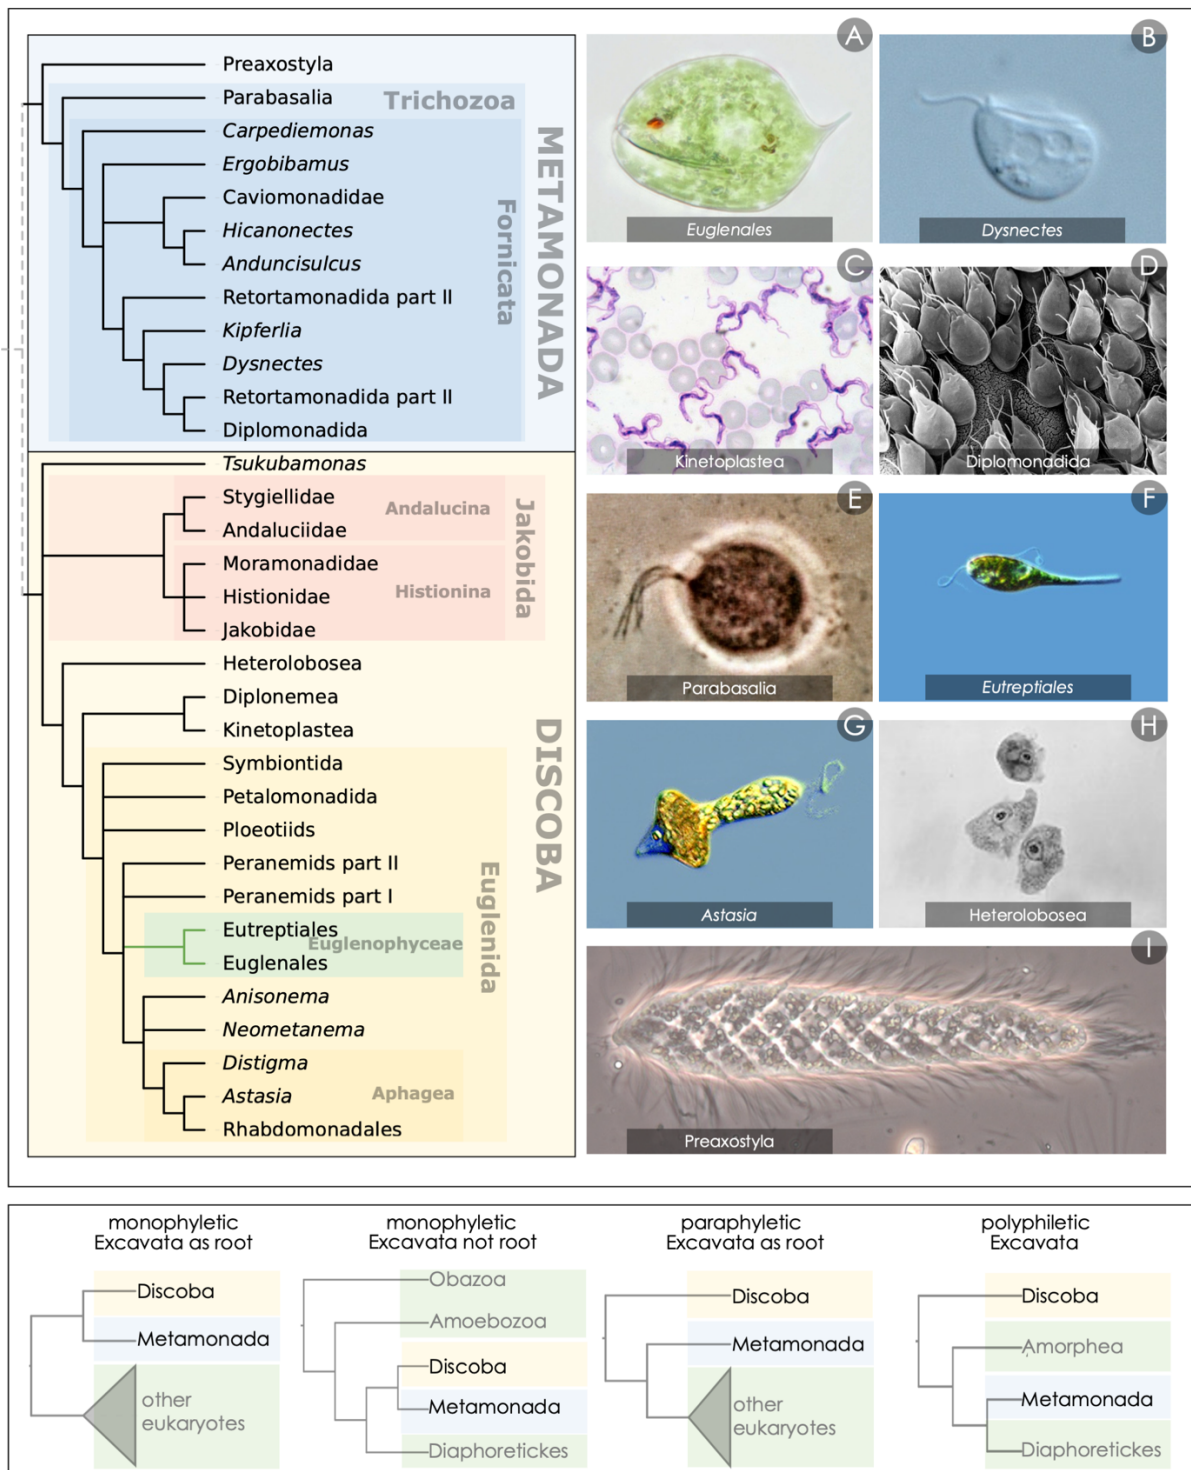 Preaxostyla
Parabasalia
Trichozoa
Carpediemonas
Ergobibamus
Caviomonadidae
Hicanonectes
Anduncisulcus
Retortamonadida part II
Kipferlia
Dysnectes
Retortamonadida part II
Diplomonadida
Fornicata
METAMONADA
Tsukubamonas
Stygiellidae
Andaluciidae
Andalucina
Moramonadidae
Histionidae
Jakobidae
Histionina
Jakobida
Heterolobosea
Diplonemea
Kinetoplastea
Symbiontida
Petalomonadida
Ploeotiids
Peranemids part II
Peranemids part I
Eutreptiales
Euglenophyceae
Euglenales
Anisonema
Neometanema
Distigma
Astasia
Aphagea
Rhabdomonadales
Euglenida
DISCOBA
A
Euglenales
B
Dysnectes
C
Kinetoplastea
D
Diplomonadida
E
Parabasalia
F
Eutreptiales
G
Astasia
H
Heterolobosea
I
Preaxostyla
monophyletic
Excavata as root
Discoba
Metamonada
other
eukaryotes
monophyletic
Excavata not root
Obazoa
Amoebozoa
Discoba
Metamonada
Diaphoretickes
paraphyletic
Excavata as root
Discoba
Metamonada
other
eukaryotes
polyphiletic
Excavata
Discoba
Amorphea
Metamonada
Diaphoretickes